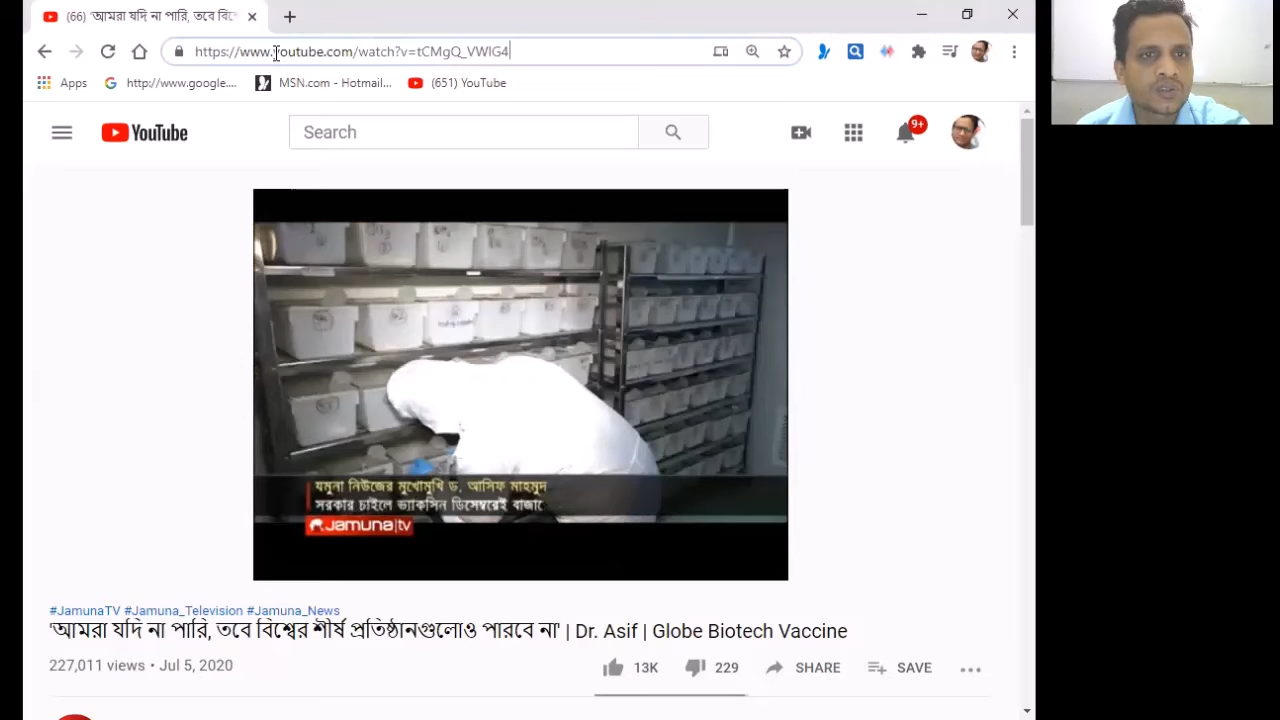 (66) 'আমরা যদি না পারি, তবে বিশ্বে
https://www.youtube.com/watch?v=tCMgQ_VWIG4
Apps
http://www.google....
MSN.com - Hotmail...
(651) YouTube
YouTube
Search
9+
যমুনা নিউজের মুখোমুখি ড. আসিফ মাহমুদ
সরকার চাইলে ভ্যাকসিন ডিসেম্বরেই বাজা
Jamuna|tv
#JamunaTV #Jamuna_Television #Jamuna_News
'আমরা যদি না পারি, তবে বিশ্বের শীর্ষ প্রতিষ্ঠানগুলোও পারবে না' | Dr. Asif | Globe Biotech Vaccine
227,011 views • Jul 5, 2020
13K
229
SHARE
SAVE